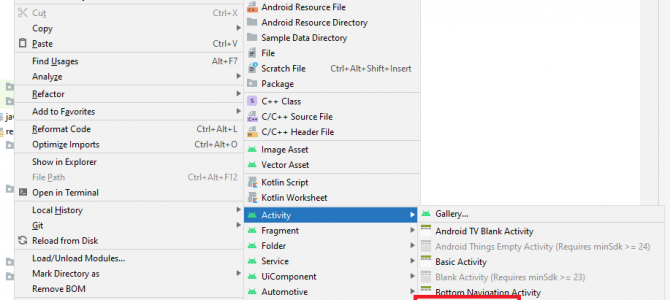 Cut Ctrl+X
Copy
Paste Ctrl+V
Find Usages Alt+F7
Analyze
Refactor
Add to Favorites
Reformat Code Ctrl+Alt+L
Optimize Imports Ctrl+Alt+O
Show in Explorer
File Path Ctrl+Alt+F12
Open in Terminal
Local History
Git
Reload from Disk
Load/Unload Modules...
Mark Directory as
Remove BOM
Android Resource File
Android Resource Directory
Sample Data Directory
File
Scratch File Ctrl+Alt+Shift+Insert
Package
C++ Class
C/C++ Source File
C/C++ Header File
Image Asset
Vector Asset
Kotlin Script
Kotlin Worksheet
Activity
Fragment
Folder
Service
UiComponent
Automotive
Gallery...
Android TV Blank Activity
Android Things Empty Activity (Requires minSdk >= 24)
Basic Activity
Blank Activity (Requires minSdk >= 23)
Bottom Navigation Activity